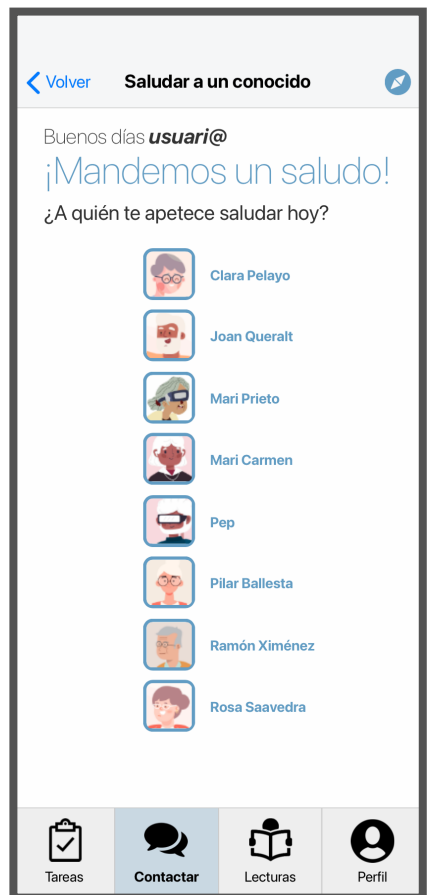 Volver Saludar a un conocido
Buenos días usuari@
¡Mandemos un saludo!
¿A quién te apetece saludar hoy?
Clara Pelayo
Joan Queralt
Mari Prieto
Mari Carmen
Pep
Pilar Ballesta
Ramón Ximénez
Rosa Saavedra
Tareas Contactar Lecturas Perfil